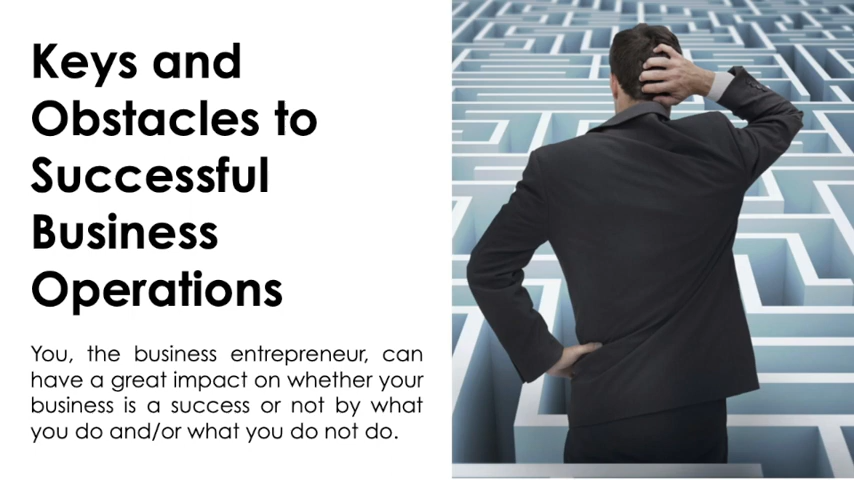 Keys and
Obstacles to
Successful
Business
Operations
You, the business entrepreneur, can
have a great impact on whether your
business is a success or not by what
you do and/or what you do not do.